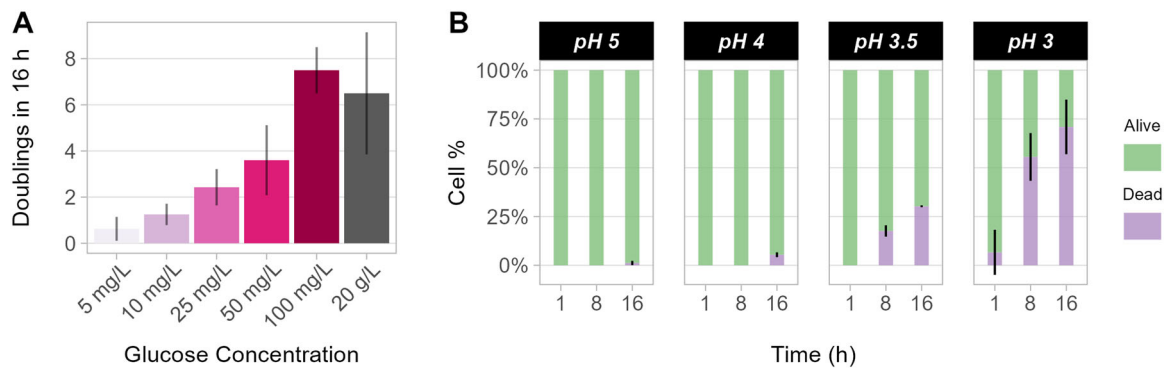 A
Doublings in 16 h
8
6
4
2
0
5 mg/L
10 mg/L
25 mg/L
50 mg/L
100 mg/L
20 g/L
Glucose Concentration
B
pH 5
pH 4
pH 3.5
pH 3
Cell %
100%
75%
50%
25%
0%
1 8 16
1 8 16
1 8 16
1 8 16
Time (h)
Alive
Dead